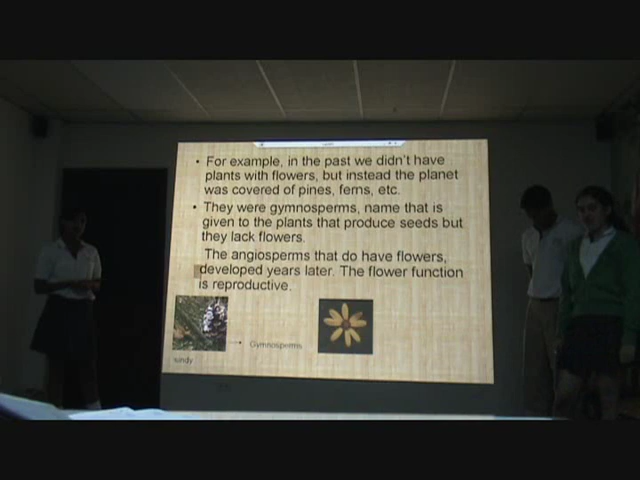 • For example, in the past we didn't have
plants with flowers, but instead the planet
was covered of pines, ferns, etc.
• They were gymnosperms, name that is
given to the plants that produce seeds but
they lack flowers.
The angiosperms that do have flowers,
developed years later. The flower function
is reproductive.
Gymnosperms
sindy